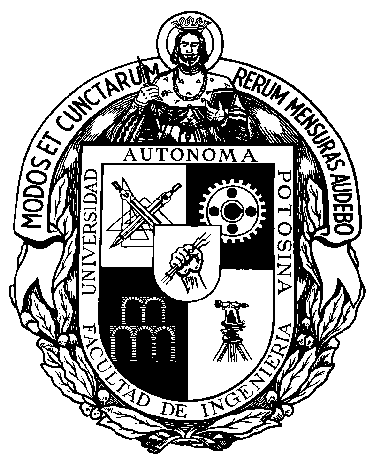 MODOS ET CUNCTARUM RERUM MENSURAS AUDEBO
UNIVERSIDAD AUTONOMA POTOSINA
FACULTAD DE INGENIERIA